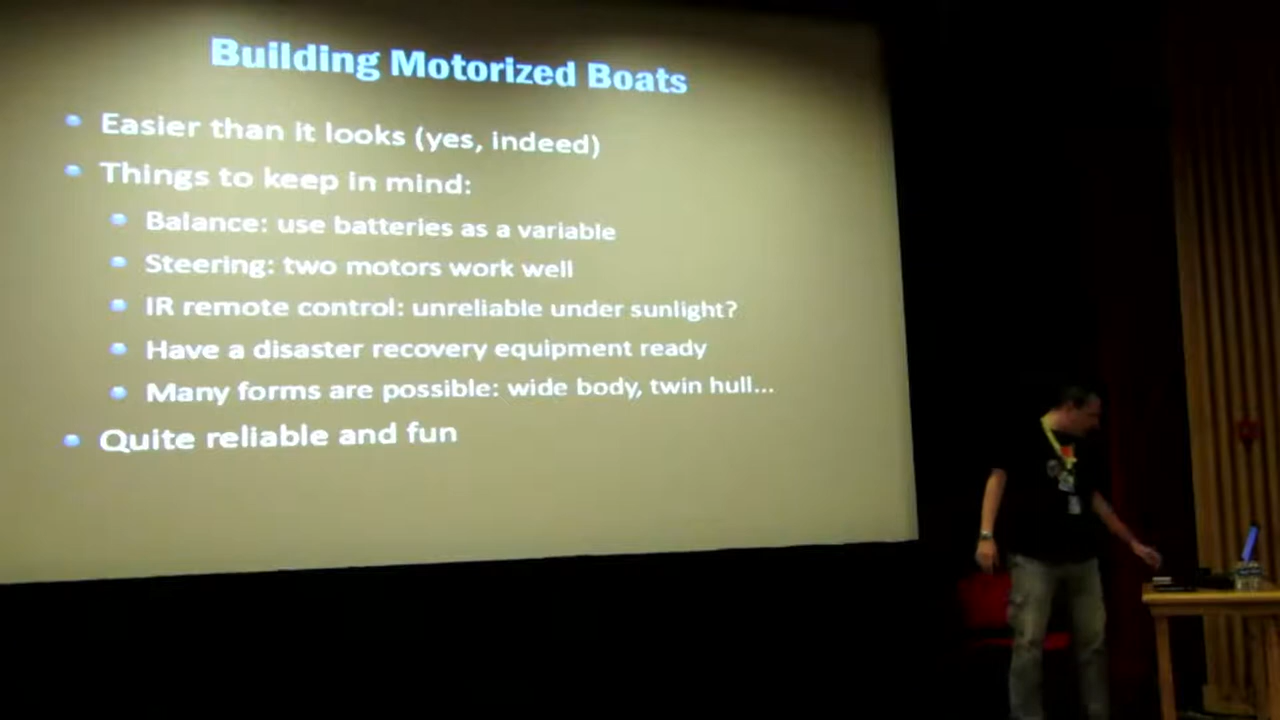 Building Motorized Boats
Easier than it looks (yes, indeed)
Things to keep in mind:
Balance: use batteries as a variable
Steering: two motors work well
IR remote control: unreliable under sunlight?
Have a disaster recovery equipment ready
Many forms are possible: wide body, twin hull...
Quite reliable and fun